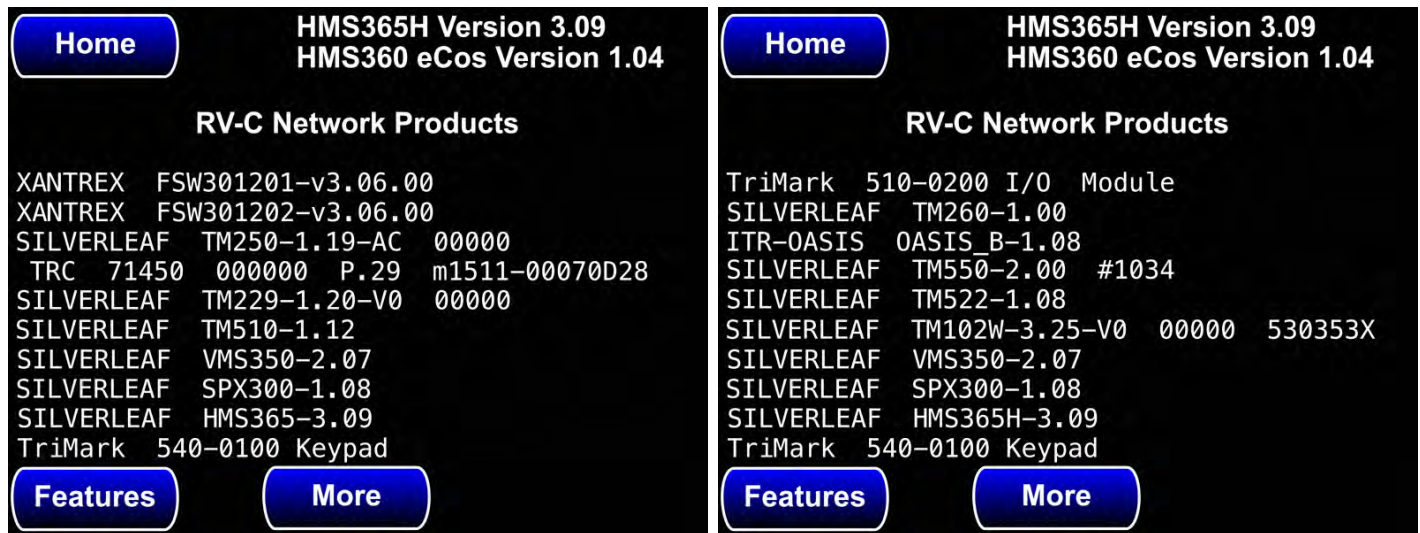 Home
HMS365H Version 3.09
HMS360 eCos Version 1.04
RV-C Network Products
XANTREX FSW301201-v3.06.00
XANTREX FSW301202-v3.06.00
SILVERLEAF TM250-1.19-AC 00000
TRC 71450 000000 P.29 m1511-00070D28
SILVERLEAF TM229-1.20-V0 00000
SILVERLEAF TM510-1.12
SILVERLEAF VMS350-2.07
SILVERLEAF SPX300-1.08
SILVERLEAF HMS365-3.09
TriMark 540-0100 Keypad
Features
More
Home
HMS365H Version 3.09
HMS360 eCos Version 1.04
RV-C Network Products
TriMark 510-0200 I/O Module
SILVERLEAF TM260-1.00
ITR-OASIS OASIS_B-1.08
SILVERLEAF TM550-2.00 #1034
SILVERLEAF TM522-1.08
SILVERLEAF TM102W-3.25-V0 00000 530353X
SILVERLEAF VMS350-2.07
SILVERLEAF SPX300-1.08
SILVERLEAF HMS365H-3.09
TriMark 540-0100 Keypad
Features
More